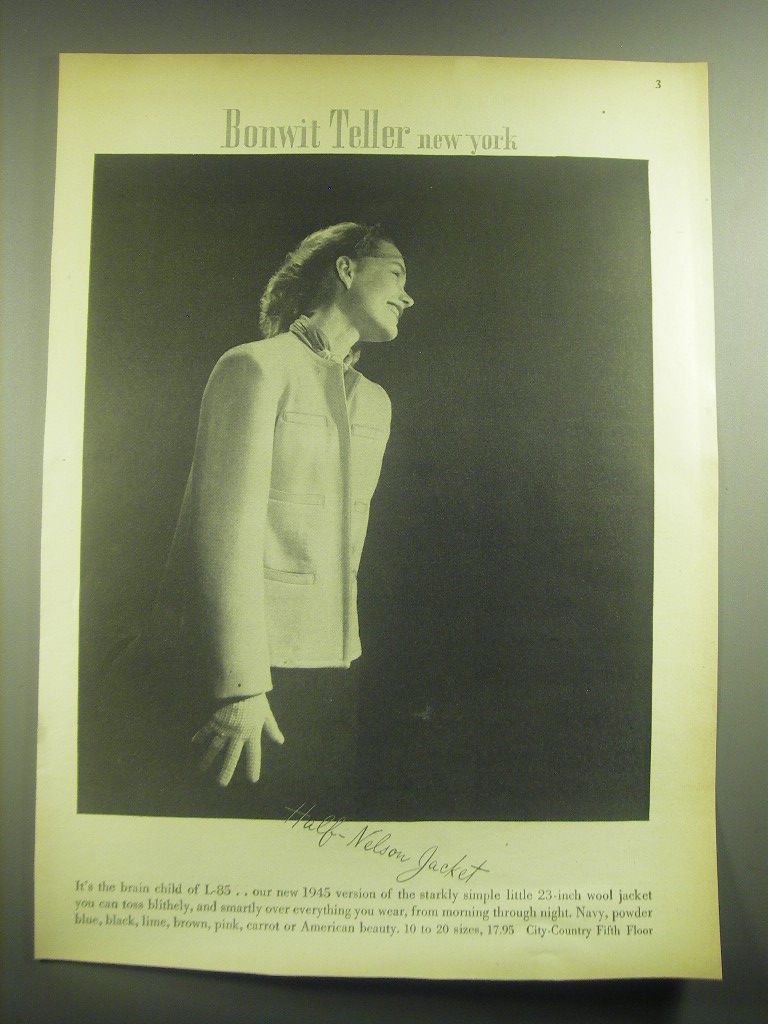 3
Bonwit Teller new york
Half-Nelson Jacket
It's the brain child of L-85 . . our new 1945 version of the starkly simple little 23-inch wool jacket
you can toss blithely, and smartly over everything you wear, from morning through night. Navy, powder
blue, black, lime, brown, pink, carrot or American beauty. 10 to 20 sizes, 17.95 City-Country Fifth Floor